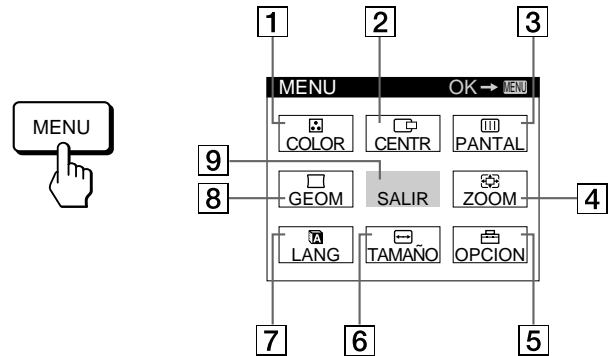 1 2 3
MENU
MENU OK → MENU
COLOR CENTR PANTAL
9
GEOM SALIR ZOOM
8 4
LANG TAMAÑO OPCION
7 6 5